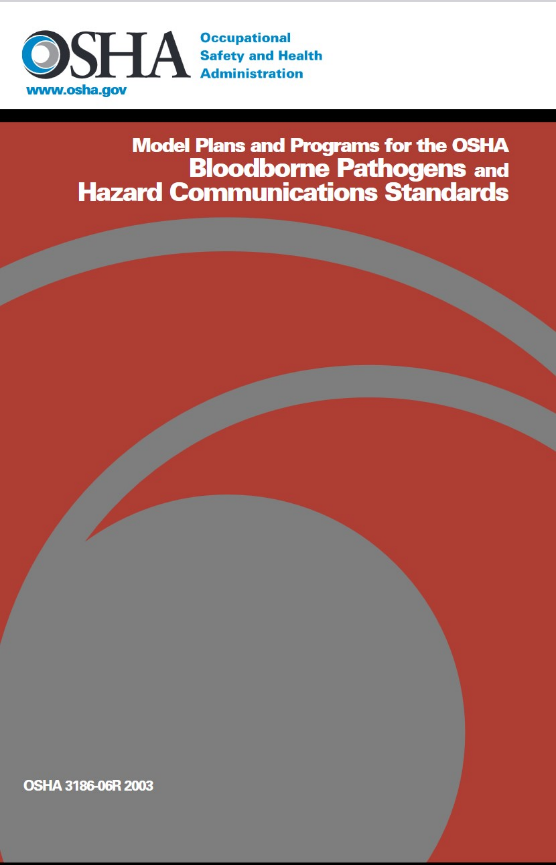 OSHA
Occupational
Safety and Health
Administration
www.osha.gov
Model Plans and Programs for the OSHA
Bloodborne Pathogens and
Hazard Communications Standards
OSHA 3186-06R 2003